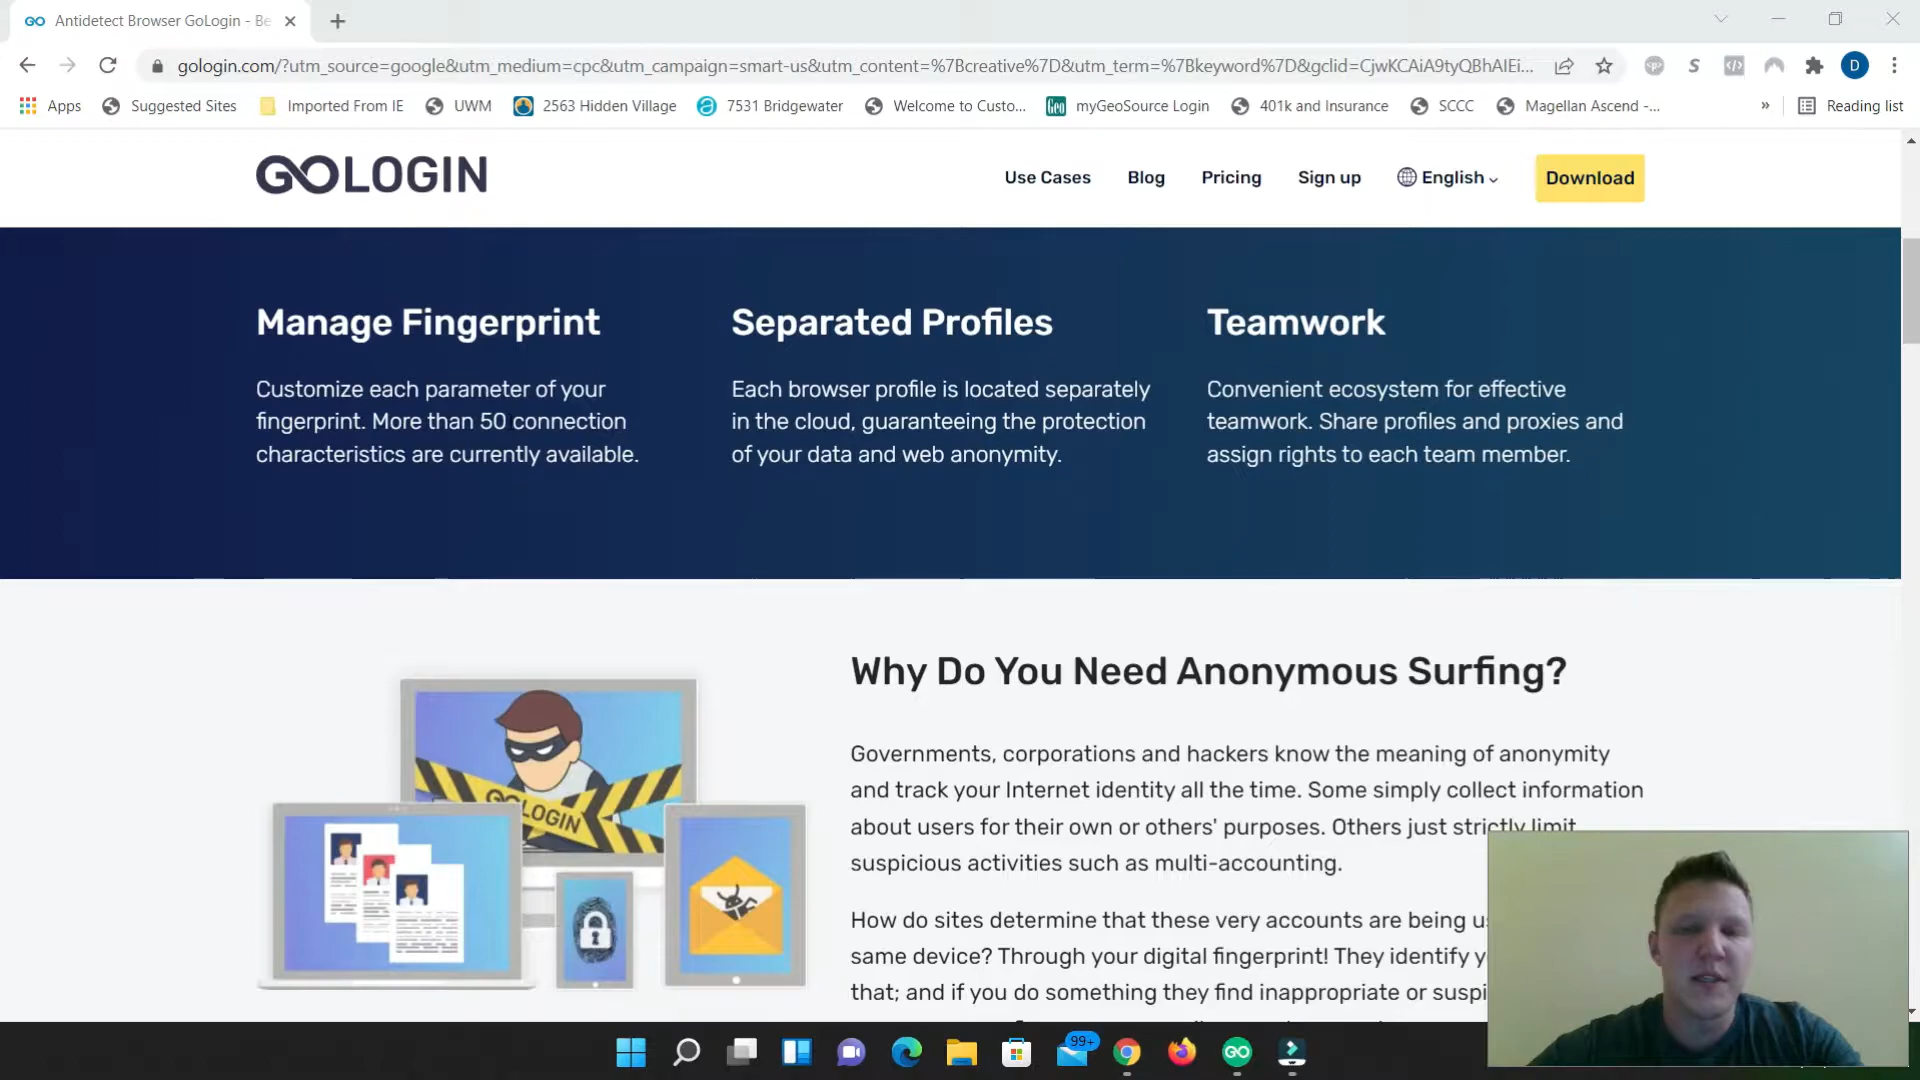 Antidetect Browser GoLogin - Be
gologin.com/?utm_source=google&utm_medium=cpc&utm_campaign=smart-us&utm_content=%7Bcreative%7D&utm_term=%7Bkeyword%7D&gclid=CjwKCAiA9tyQBhAIEi...
D
Apps Suggested Sites Imported From IE UWM 2563 Hidden Village 7531 Bridgewater Welcome to Custo... myGeoSource Login 401k and Insurance SCCC Magellan Ascend -... » Reading list
GOLOGIN
Use Cases Blog Pricing Sign up English Download
Manage Fingerprint
Customize each parameter of your
fingerprint. More than 50 connection
characteristics are currently available.
Separated Profiles
Each browser profile is located separately
in the cloud, guaranteeing the protection
of your data and web anonymity.
Teamwork
Convenient ecosystem for effective
teamwork. Share profiles and proxies and
assign rights to each team member.
GOLOGIN
Why Do You Need Anonymous Surfing?
Governments, corporations and hackers know the meaning of anonymity
and track your Internet identity all the time. Some simply collect information
about users for their own or others' purposes. Others just strictly limit
suspicious activities such as multi-accounting.
How do sites determine that these very accounts are being
same device? Through your digital fingerprint! They identify
that; and if you do something they find inappropriate or
99+
GO